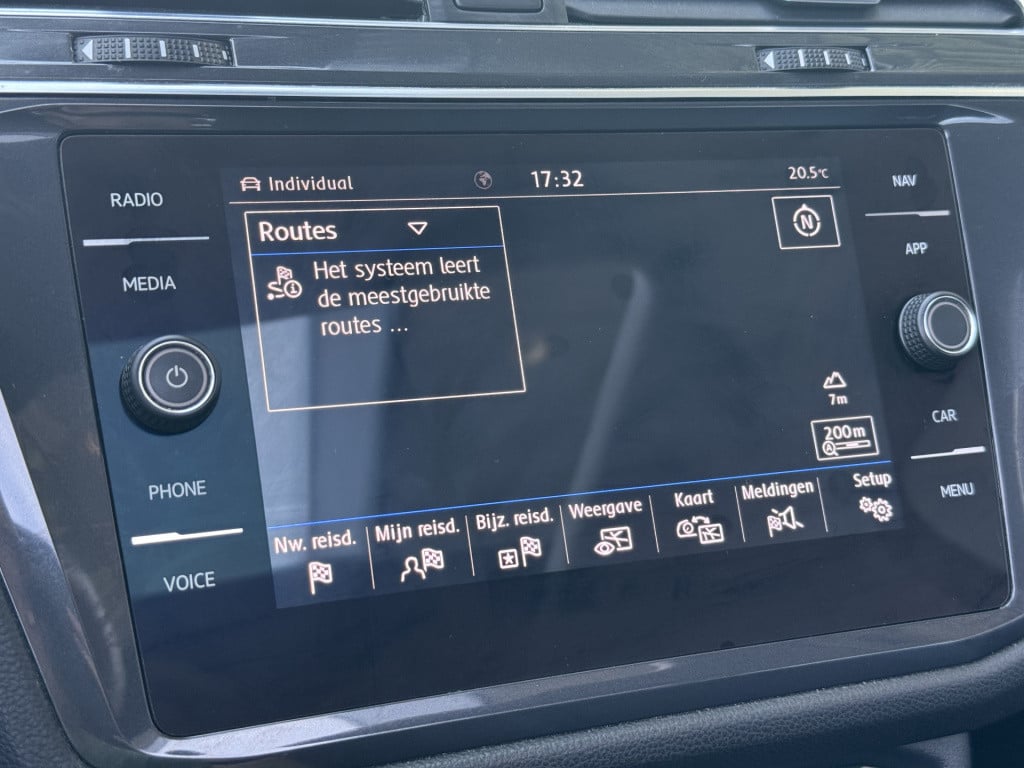 RADIO
MEDIA
PHONE
VOICE
Individual
17:32
20.5°C
Routes
Het systeem leert
de meestgebruikte
routes ...
N
7m
200m
A
Nw. reisd.
Mijn reisd.
Bijz. reisd.
Weergave
Kaart
Meldingen
Setup
NAV
APP
CAR
MENU